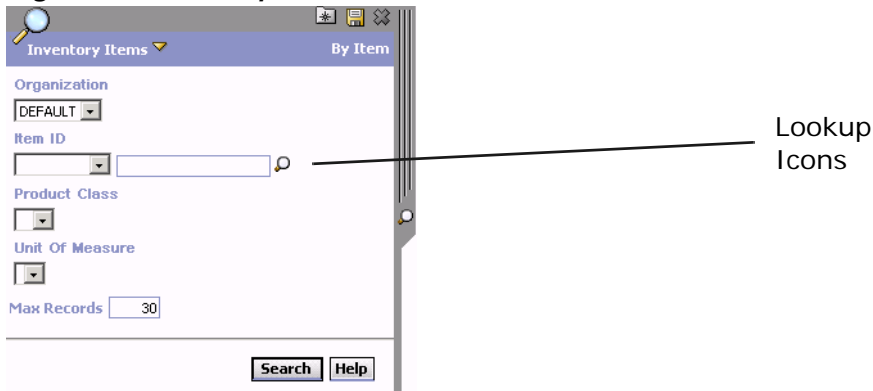 Inventory Items By Item
Organization
DEFAULT
Item ID
Lookup
Icons
Product Class
Unit Of Measure
Max Records 30
Search Help